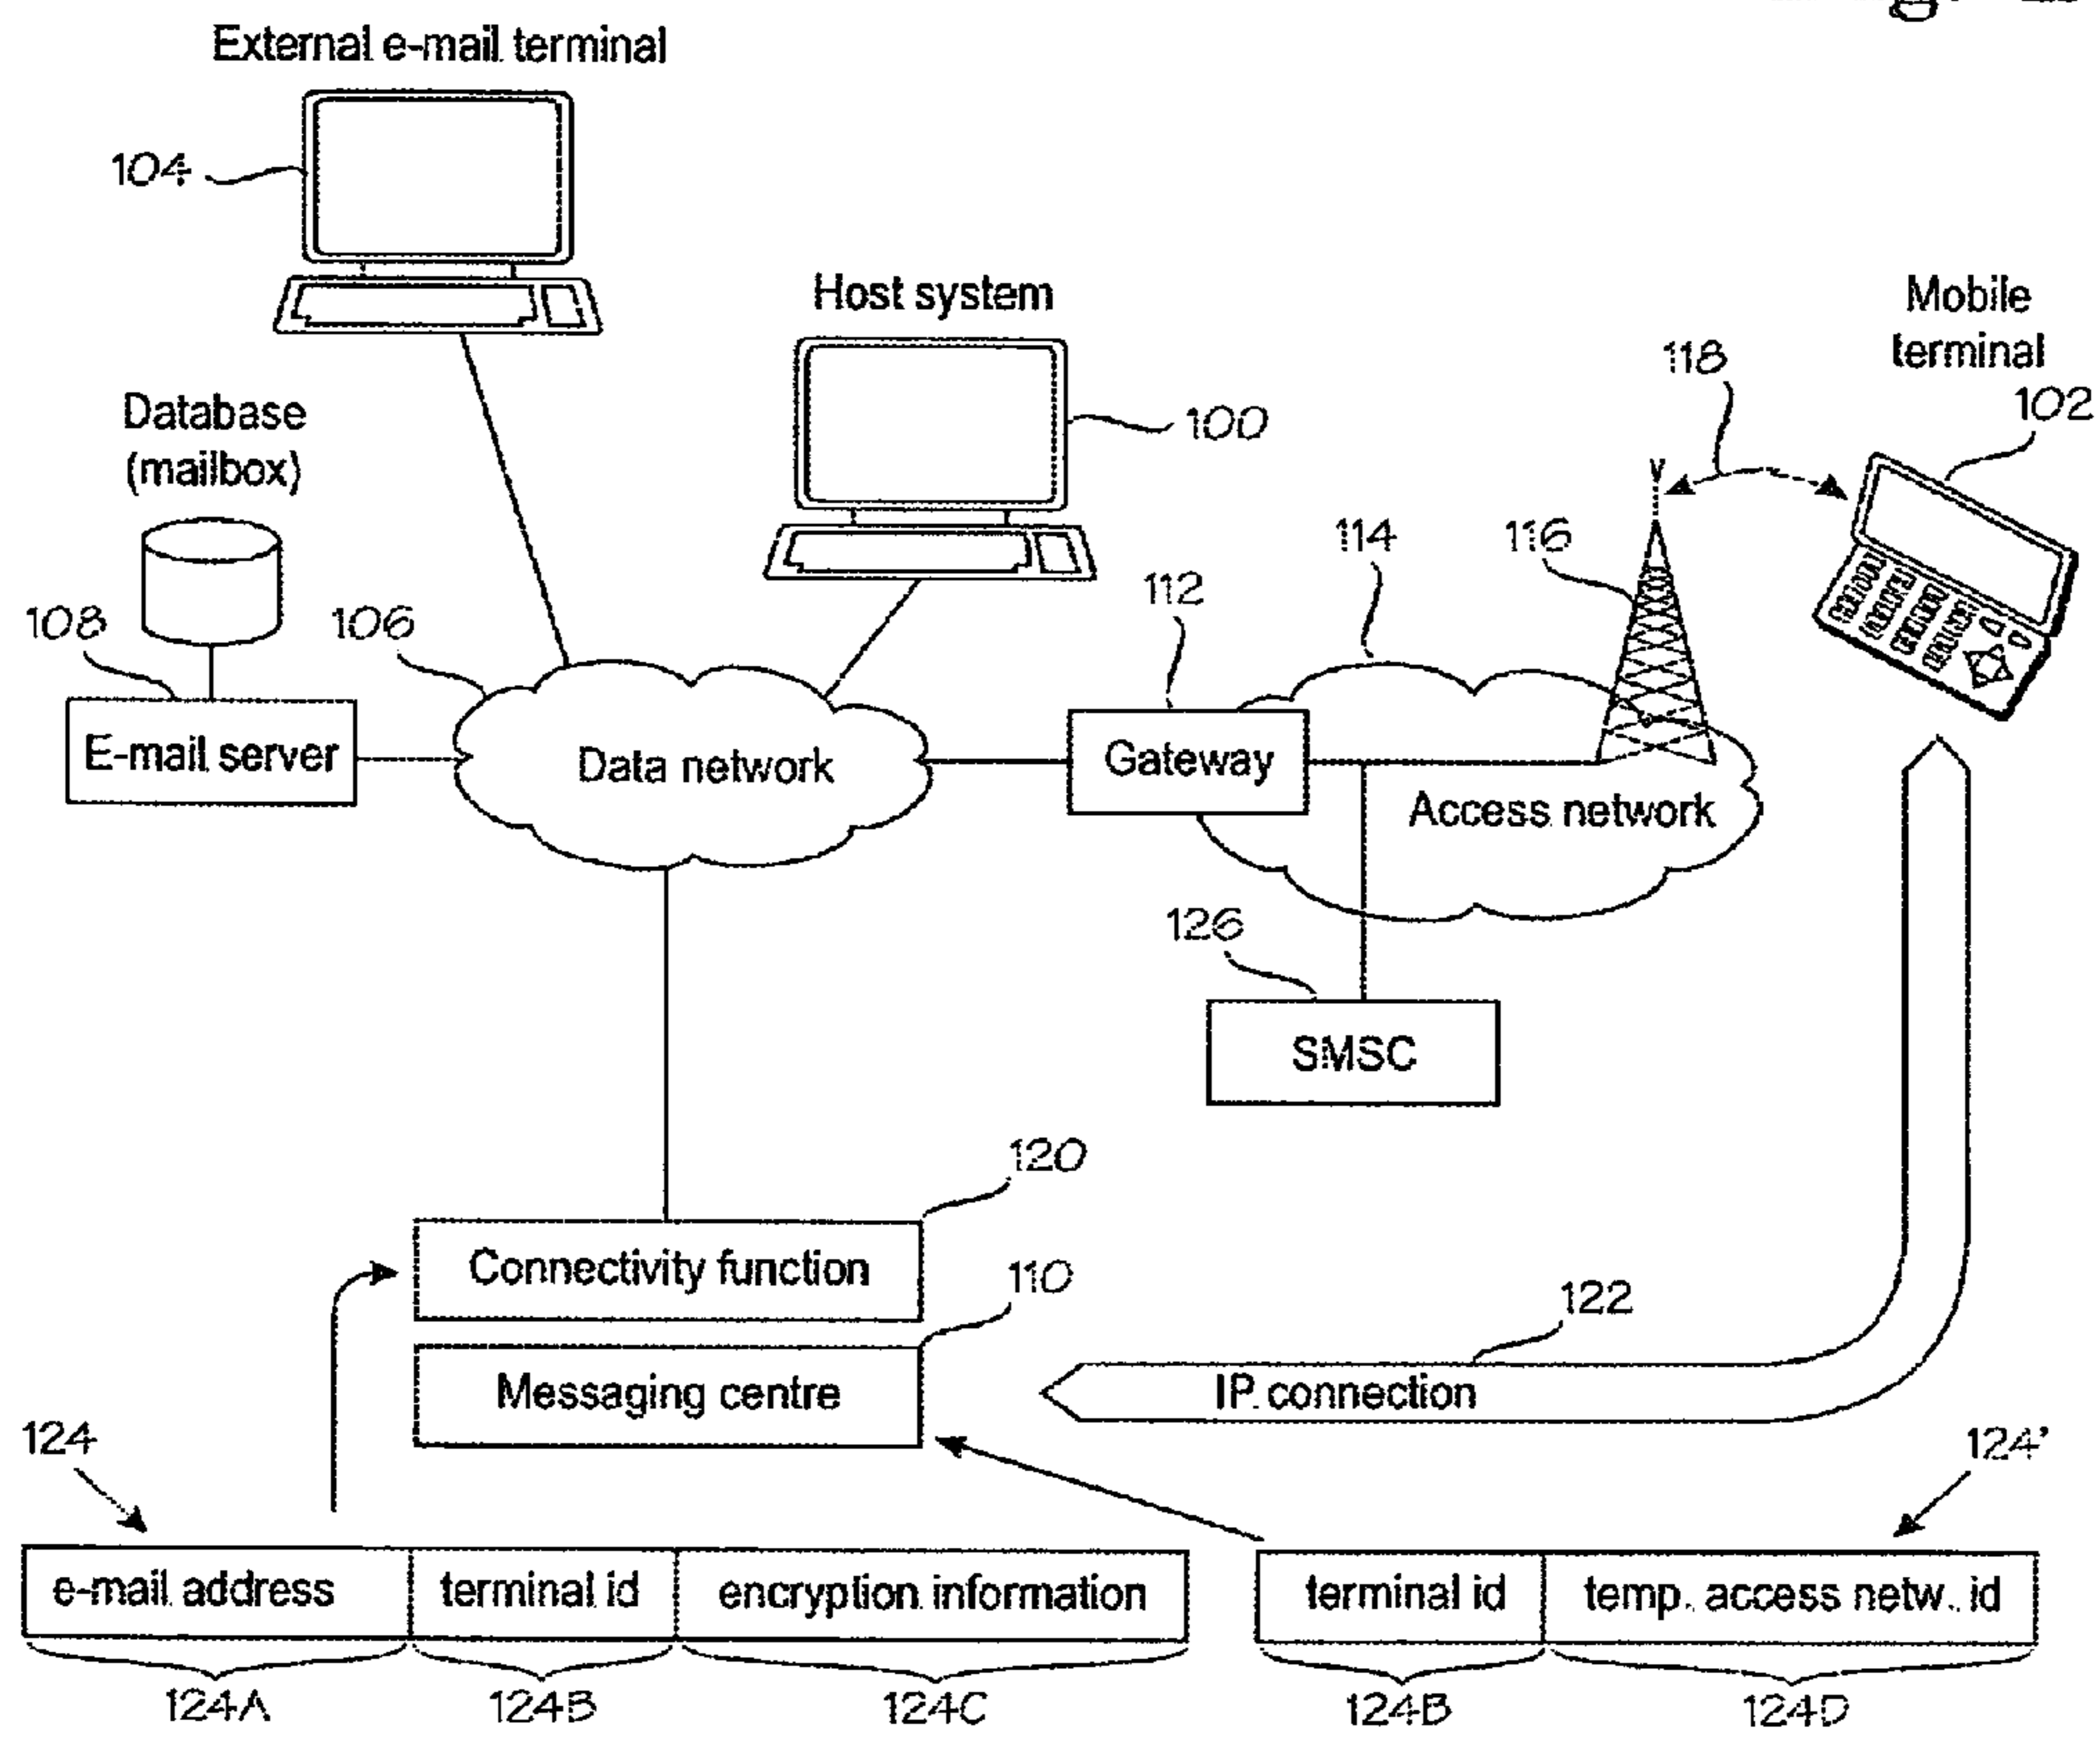 External e-mail terminal
104
Host system
Mobile
terminal
118
102
Database
(mailbox)
100
114
116
112
108
106
E-mail server
Data network
Gateway
Access network
126
SMSC
120
Connectivity function
110
122
Messaging centre
IP connection
124
124'
e-mail address
terminal id
encryption information
terminal id
temp. access netw. id
124A
124B
124C
124B
124D